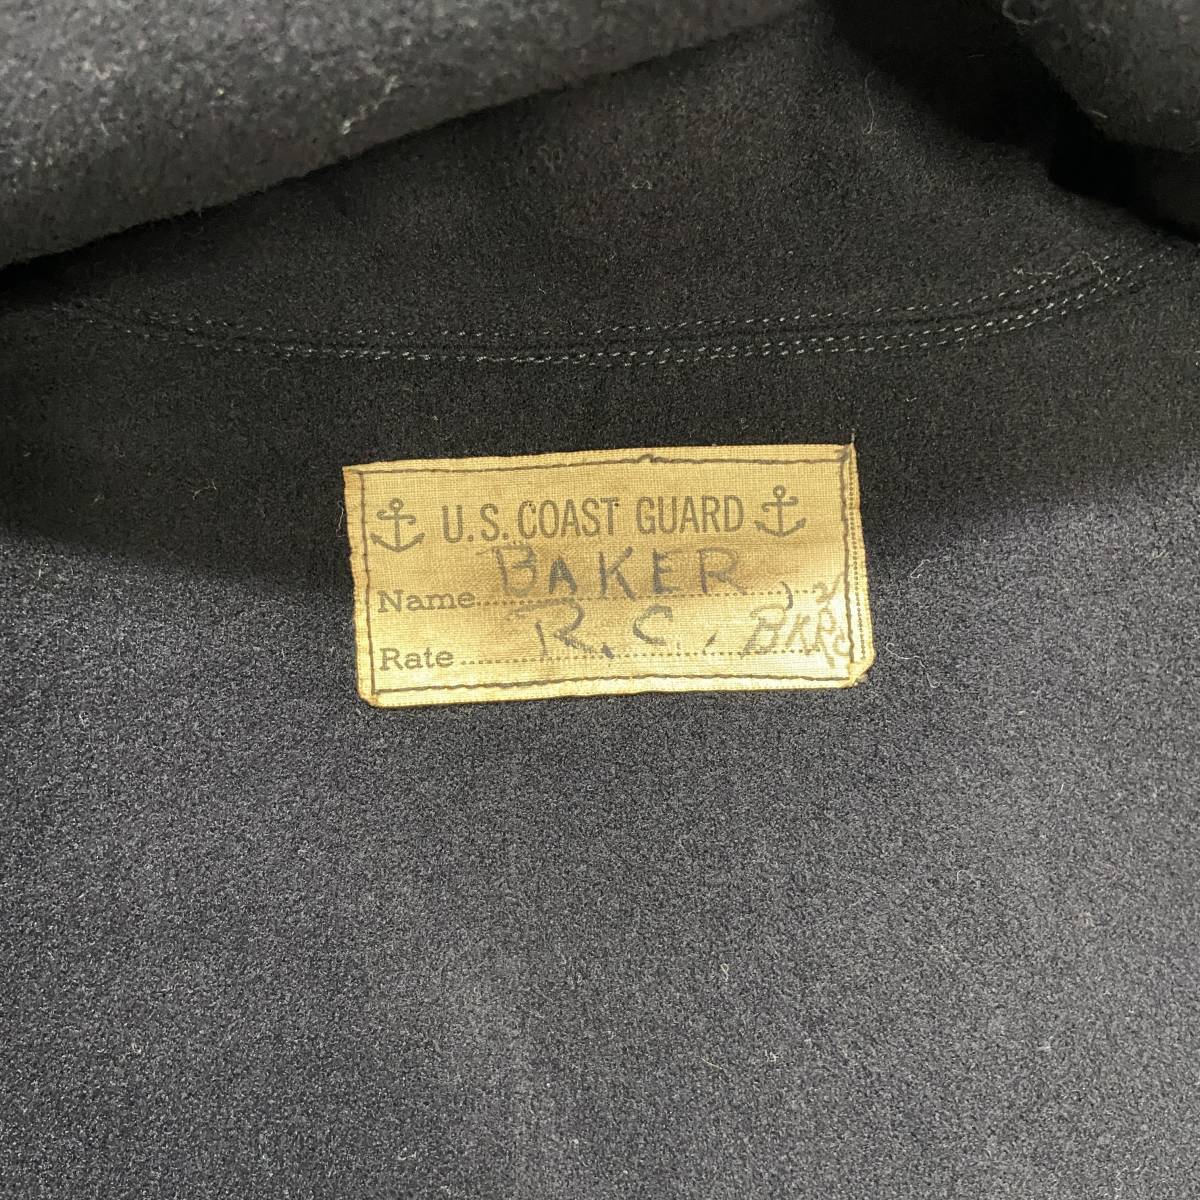 U.S. COAST GUARD
Name BAKER
Rate R.C., BKR